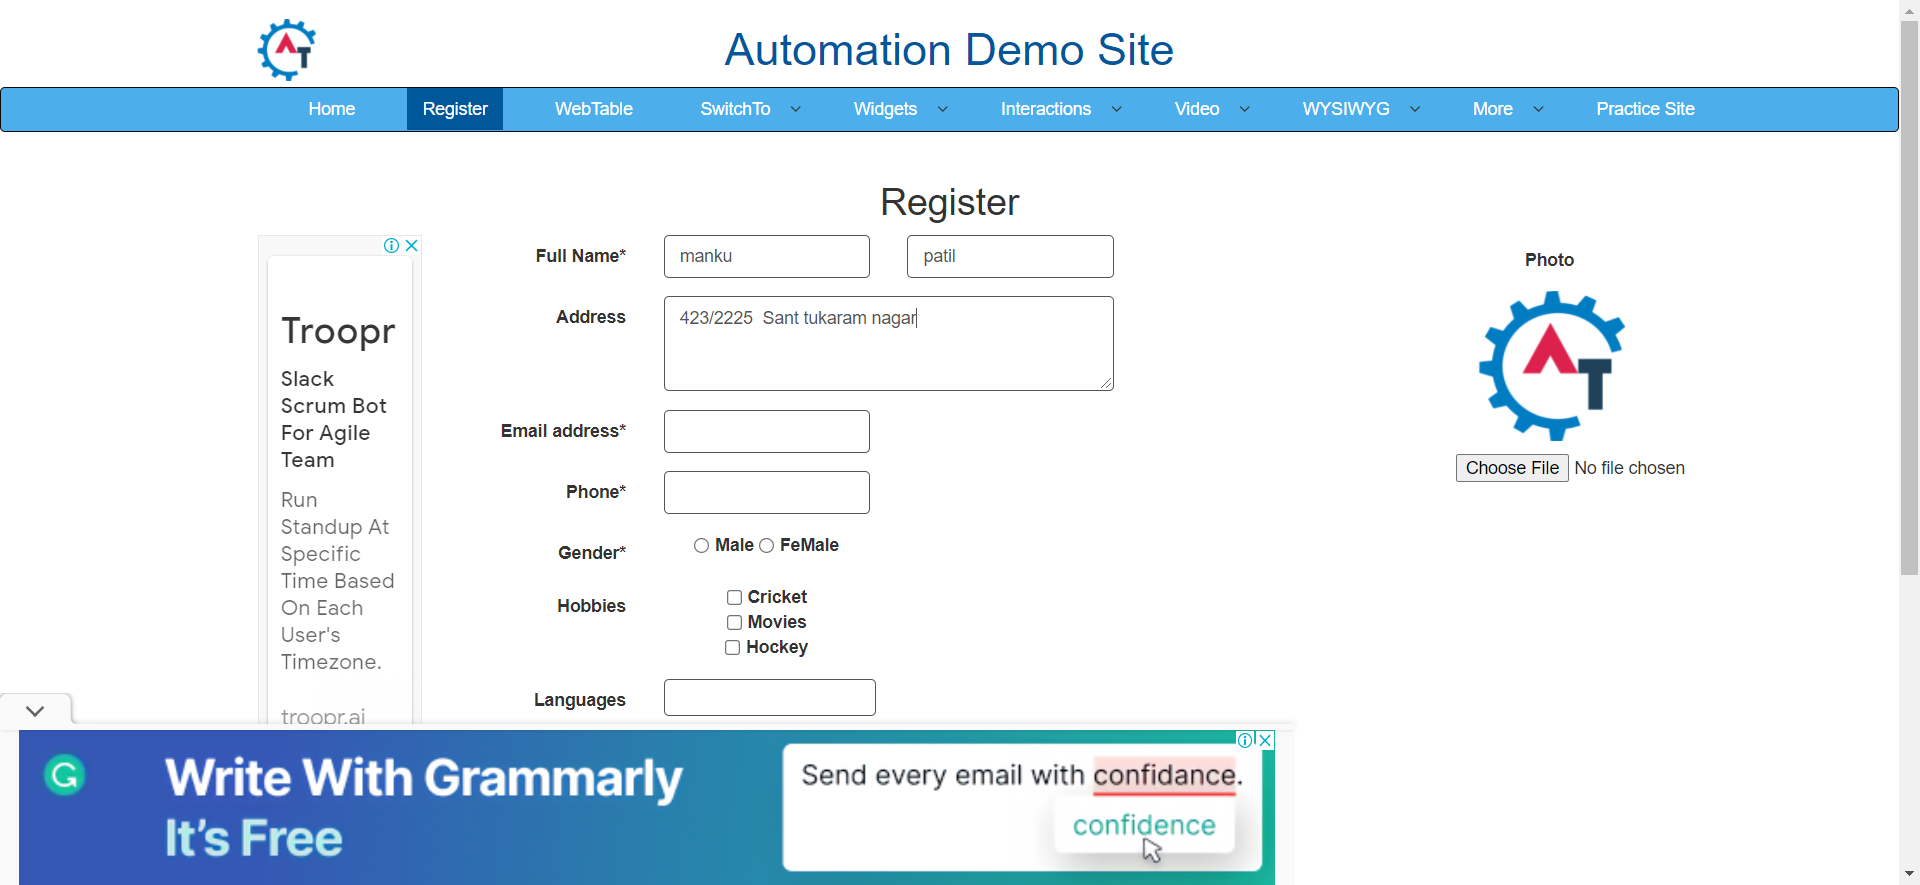 AT
Automation Demo Site
Home Register WebTable SwitchTo Widgets Interactions Video WYSIWYG More Practice Site
Register
Full Name* manku patil
Address 423/2225  Sant tukaram nagar
Email address*
Phone*
Gender* Male FeMale
Hobbies
Cricket
Movies
Hockey
Languages
Photo
AT
Choose File No file chosen
Troopr
Slack
Scrum Bot
For Agile
Team
Run
Standup At
Specific
Time Based
On Each
User's
Timezone.
troopr.ai
G
Write With Grammarly
It's Free
Send every email with confidance.
confidence